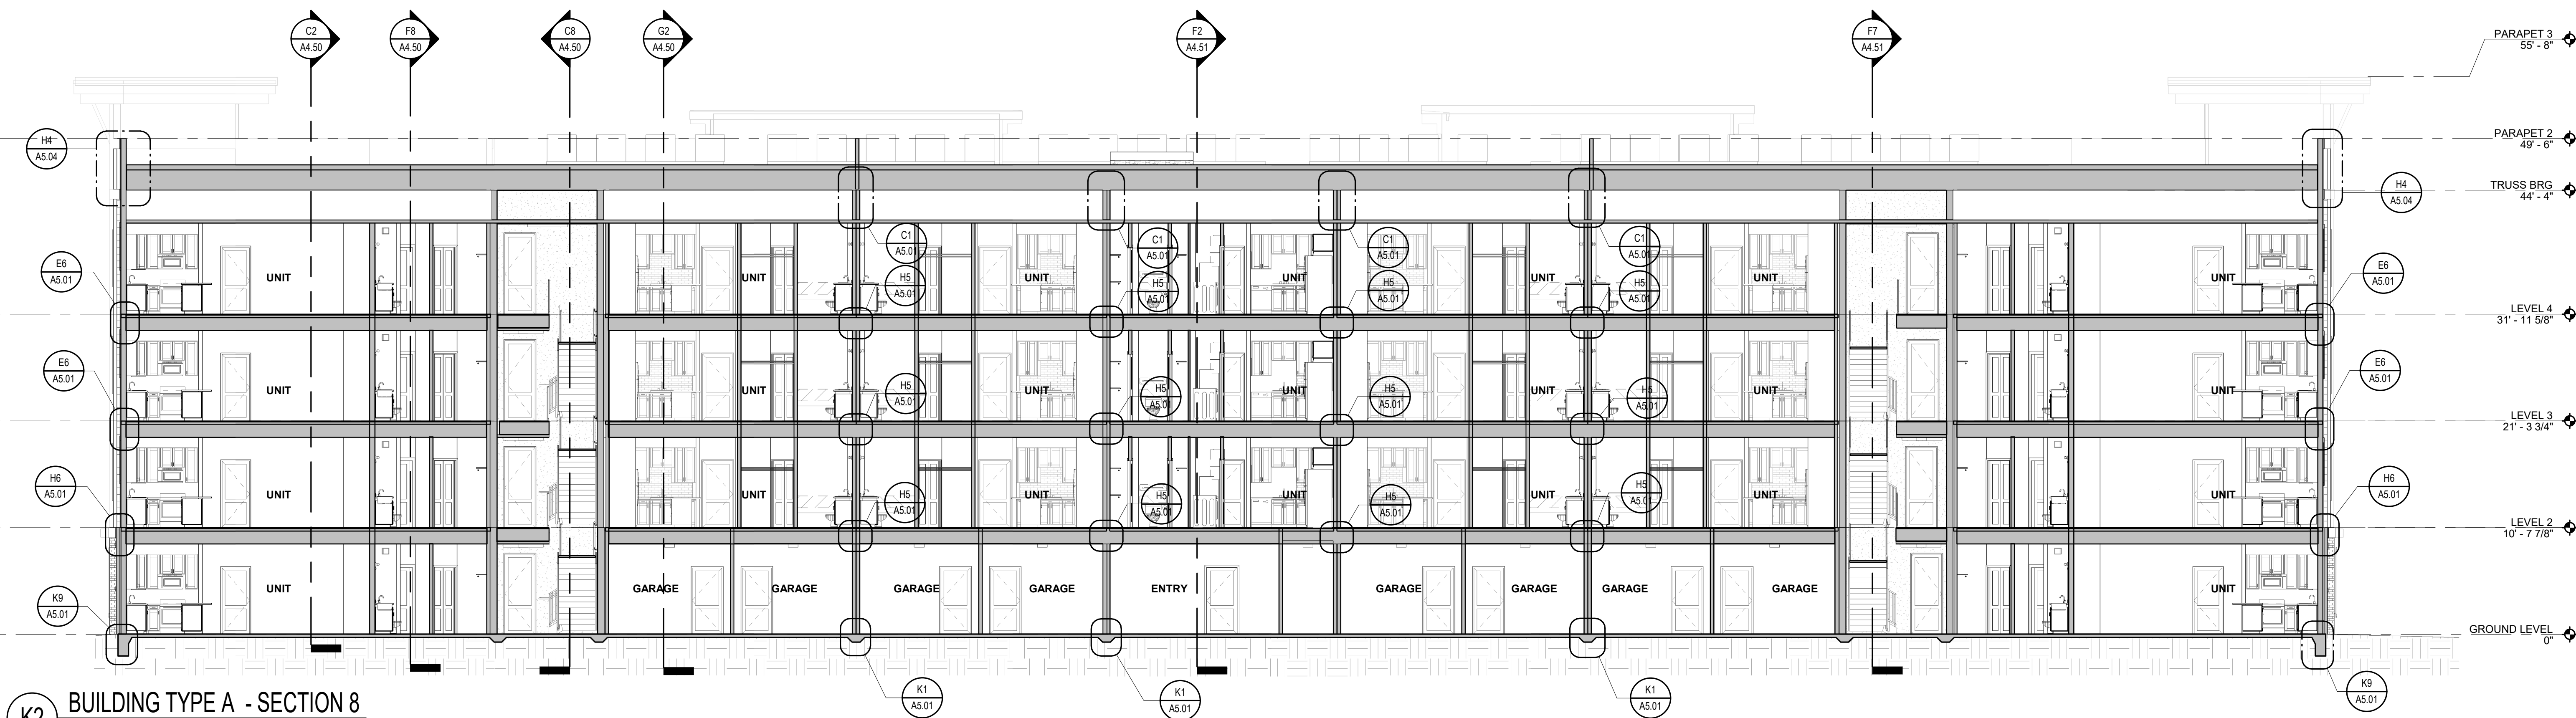 C2
A4.50
F8
A4.50
C8
A4.50
G2
A4.50
F2
A4.51
F7
A4.51
PARAPET 3
55' - 8"
PARAPET 2
49' - 6"
H4
A5.04
TRUSS BRG
44' - 4"
H4
A5.04
C1
A5.01
C1
A5.01
C1
A5.01
C1
A5.01
E6
A5.01
UNIT
UNIT
H5
A5.01
UNIT
H5
A5.01
UNIT
H5
A5.01
UNIT
H5
A5.01
UNIT
UNIT
E6
A5.01
LEVEL 4
31' - 11 5/8"
E6
A5.01
UNIT
UNIT
H5
A5.01
UNIT
H5
A5.01
UNIT
H5
A5.01
UNIT
H5
A5.01
UNIT
UNIT
E6
A5.01
LEVEL 3
21' - 3 3/4"
H6
A5.01
UNIT
UNIT
H5
A5.01
UNIT
H5
A5.01
UNIT
H5
A5.01
UNIT
H5
A5.01
UNIT
UNIT
H6
A5.01
LEVEL 2
10' - 7 7/8"
K9
A5.01
UNIT
GARAGE
GARAGE
GARAGE
GARAGE
ENTRY
GARAGE
GARAGE
GARAGE
GARAGE
UNIT
GROUND LEVEL
0"
K1
A5.01
K1
A5.01
K1
A5.01
K9
A5.01
K2
BUILDING TYPE A - SECTION 8